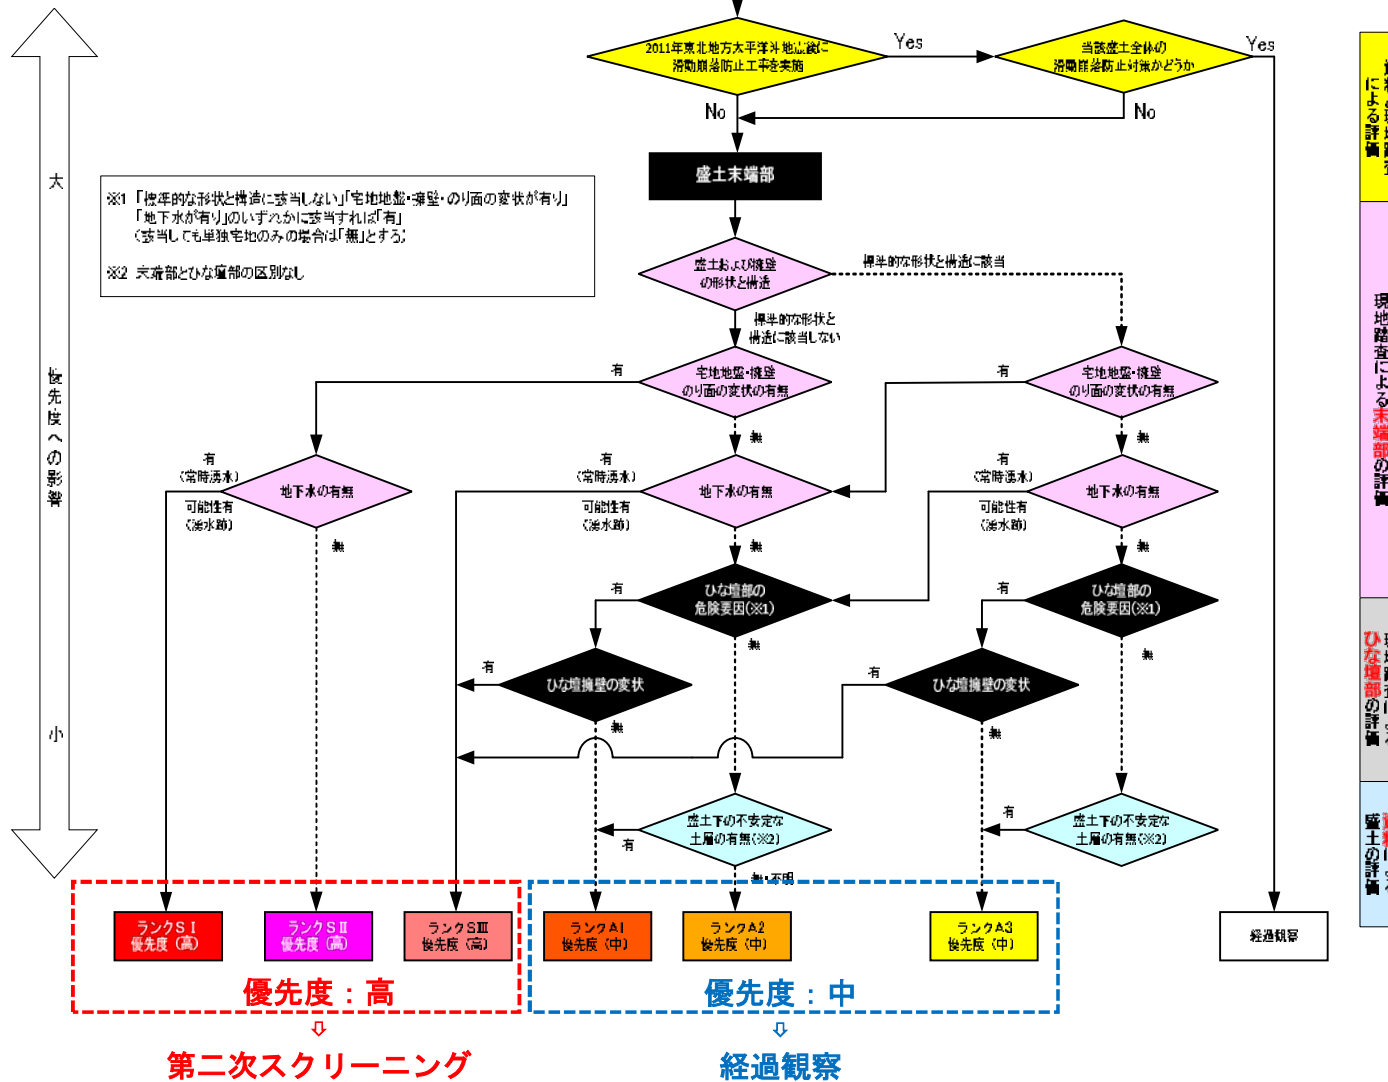 2011年東北地方太平洋沖地震後に
滑動崩落防止工事を実施
Yes
当該盛土全体の
滑動崩落防止対策かどうか
Yes
No
No
盛土末端部
大
※1 「標準的な形状と構造に該当しない」「宅地地盤・擁壁・のり面の変状が有り」
「地下水が有り」のいずれかに該当すれば「有」
（該当しても単独宅地のみの場合は「無」とする）
※2 末端部とひな壇部の区別なし
盛土および擁壁
の形状と構造
標準的な形状と構造に該当
標準的な形状と
構造に該当しない
有
宅地地盤・擁壁
のり面の変状の有無
有
宅地地盤・擁壁
のり面の変状の有無
無
無
優先度への影響
有
（常時湧水）
可能性有
（湧水跡）
地下水の有無
有
（常時湧水）
可能性有
（湧水跡）
地下水の有無
有
（常時湧水）
可能性有
（湧水跡）
地下水の有無
無
無
無
有
ひな壇部の
危険要因(※1)
有
ひな壇部の
危険要因(※1)
無
無
有
ひな壇擁壁の変状
有
ひな壇擁壁の変状
無
無
小
盛土下の不安定な
土層の有無(※2)
有
盛土下の不安定な
土層の有無(※2)
有
無・不明
ランクSⅠ
優先度（高）
ランクSⅡ
優先度（高）
ランクSⅢ
優先度（高）
ランクA1
優先度（中）
ランクA2
優先度（中）
ランクA3
優先度（中）
経過観察
優先度：高
優先度：中
第二次スクリーニング
経過観察
による評価
現地踏査による末端部の評価
ひな壇部の評価
盛土の評価